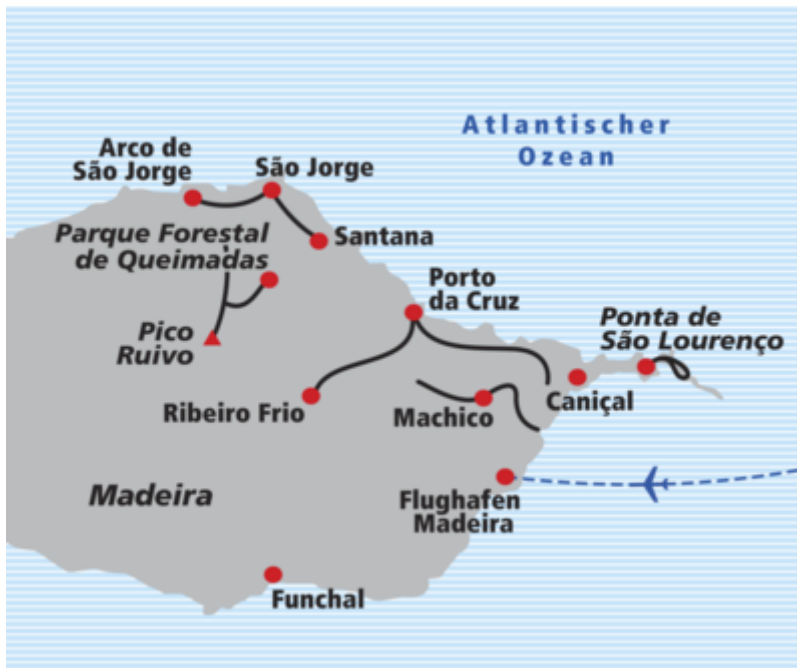 Atlantischer
Ozean
Arco de
São Jorge
São Jorge
Parque Forestal
de Queimadas
Santana
Porto
da Cruz
Ponta de
São Lourenço
Pico
Ruivo
Ribeiro Frio
Machico
Caniçal
Madeira
Flughafen
Madeira
Funchal